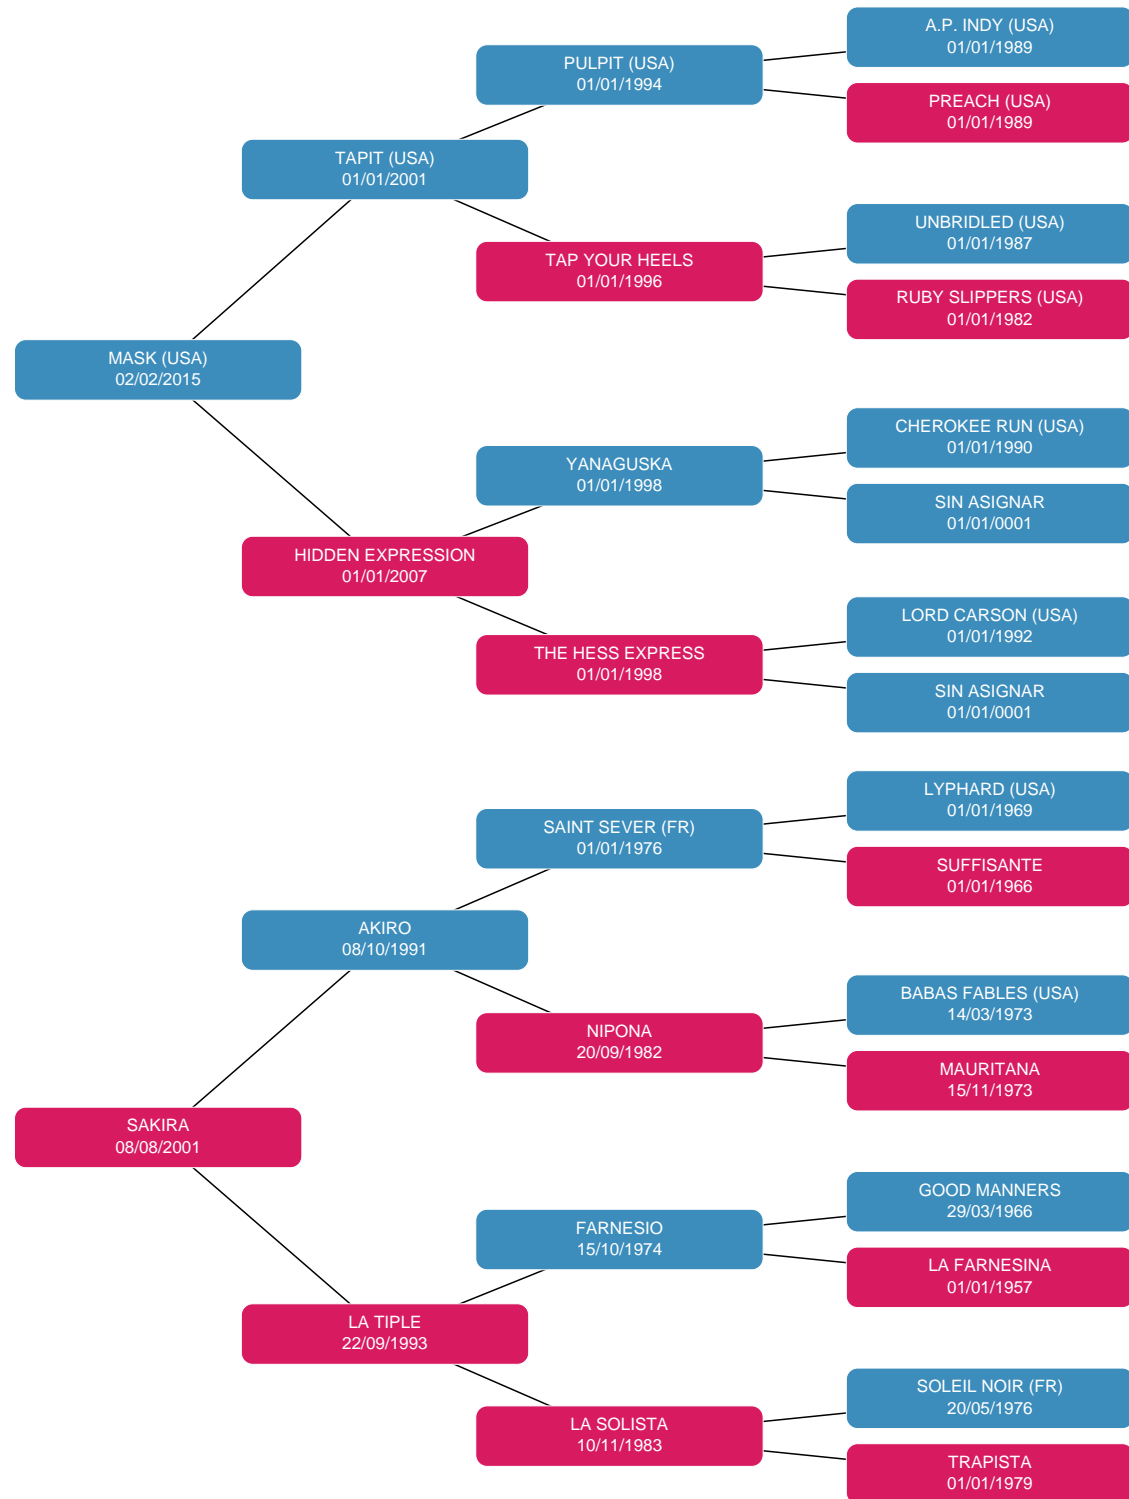 A.P. INDY (USA)
01/01/1989
PULPIT (USA)
01/01/1994
PREACH (USA)
01/01/1989
TAPIT (USA)
01/01/2001
UNBRIDLED (USA)
01/01/1987
TAP YOUR HEELS
01/01/1996
RUBY SLIPPERS (USA)
01/01/1982
MASK (USA)
02/02/2015
CHEROKEE RUN (USA)
01/01/1990
YANAGUSKA
01/01/1998
SIN ASIGNAR
01/01/0001
HIDDEN EXPRESSION
01/01/2007
LORD CARSON (USA)
01/01/1992
THE HESS EXPRESS
01/01/1998
SIN ASIGNAR
01/01/0001
LYPHARD (USA)
01/01/1969
SAINT SEVER (FR)
01/01/1976
SUFFISANTE
01/01/1966
AKIRO
08/10/1991
BABAS FABLES (USA)
14/03/1973
NIPONA
20/09/1982
MAURITANA
15/11/1973
SAKIRA
08/08/2001
GOOD MANNERS
29/03/1966
FARNESIO
15/10/1974
LA FARNESINA
01/01/1957
LA TIPLE
22/09/1993
SOLEIL NOIR (FR)
20/05/1976
LA SOLISTA
10/11/1983
TRAPISTA
01/01/1979